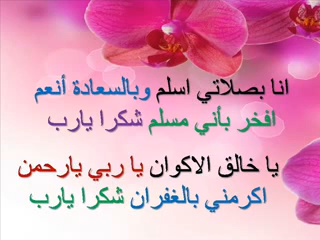 انا بصلاتي اسلم وبالسعادة أنعم
افخر بأني مسلم شكرا يارب
يا خالق الاكوان يا ربي يارحمن
اكرمني بالغفران شكرا يارب